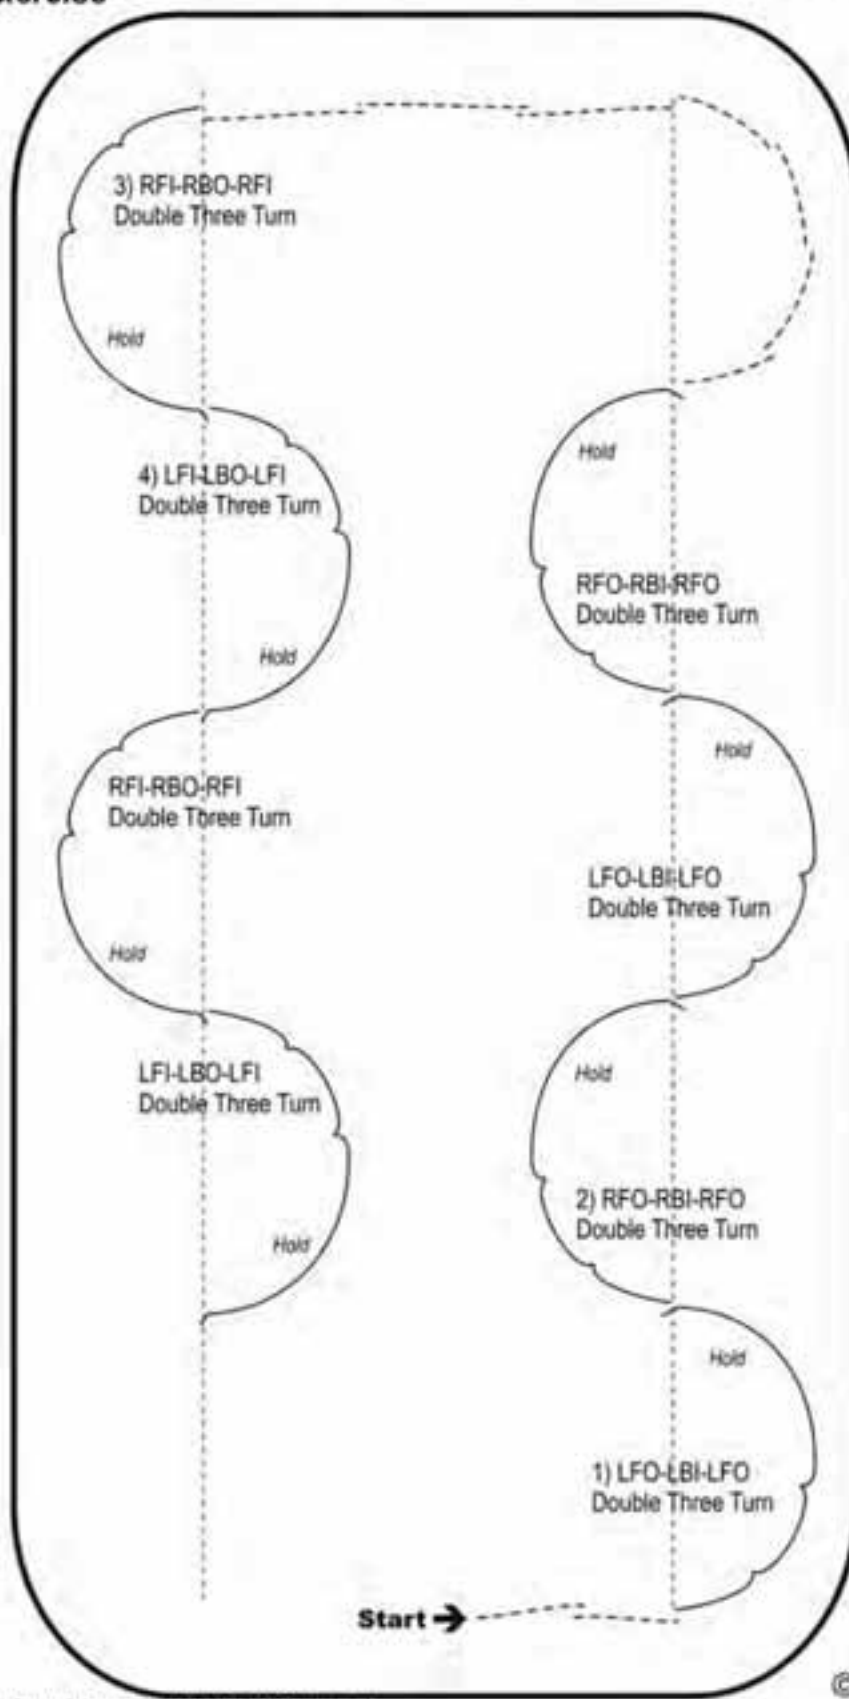 3) RFI-RBO-RFI
Double Three Turn
Hold
4) LFI-LBO-LFI
Double Three Turn
Hold
RFI-RBO-RFI
Double Three Turn
Hold
LFI-LBO-LFI
Double Three Turn
Hold
Hold
RFO-RBI-RFO
Double Three Turn
Hold
LFO-LBI-LFO
Double Three Turn
Hold
2) RFO-RBI-RFO
Double Three Turn
Hold
1) LFO-LBI-LFO
Double Three Turn
Start →
©